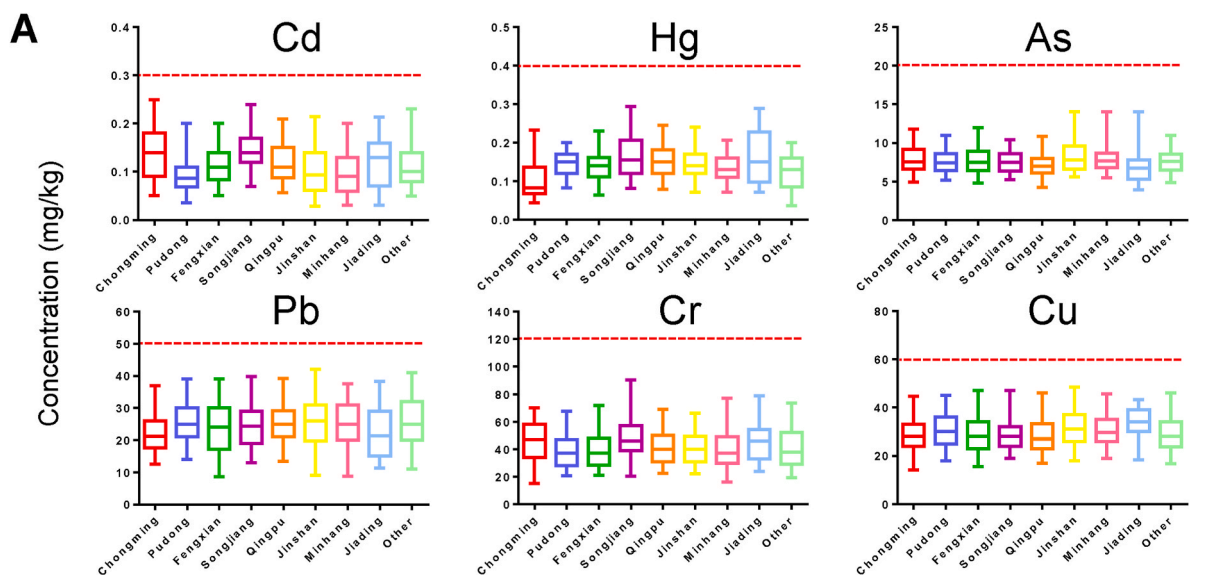 A
Cd
Hg
As
Concentration (mg/kg)
0.4
0.3
0.2
0.1
0.0
Chongming
Pudong
Fengxian
Songjiang
Qingpu
Jinshan
Minhang
Jiading
Other
0.5
0.4
0.3
0.2
0.1
0.0
Chongming
Pudong
Fengxian
Songjiang
Qingpu
Jinshan
Minhang
Jiading
Other
25
20
15
10
5
0
Chongming
Pudong
Fengxian
Songjiang
Qingpu
Jinshan
Minhang
Jiading
Other
Pb
Cr
Cu
60
50
40
30
20
10
0
Chongming
Pudong
Fengxian
Songjiang
Qingpu
Jinshan
Minhang
Jiading
Other
140
120
100
80
60
40
20
0
Chongming
Pudong
Fengxian
Songjiang
Qingpu
Jinshan
Minhang
Jiading
Other
80
60
40
20
0
Chongming
Pudong
Fengxian
Songjiang
Qingpu
Jinshan
Minhang
Jiading
Other